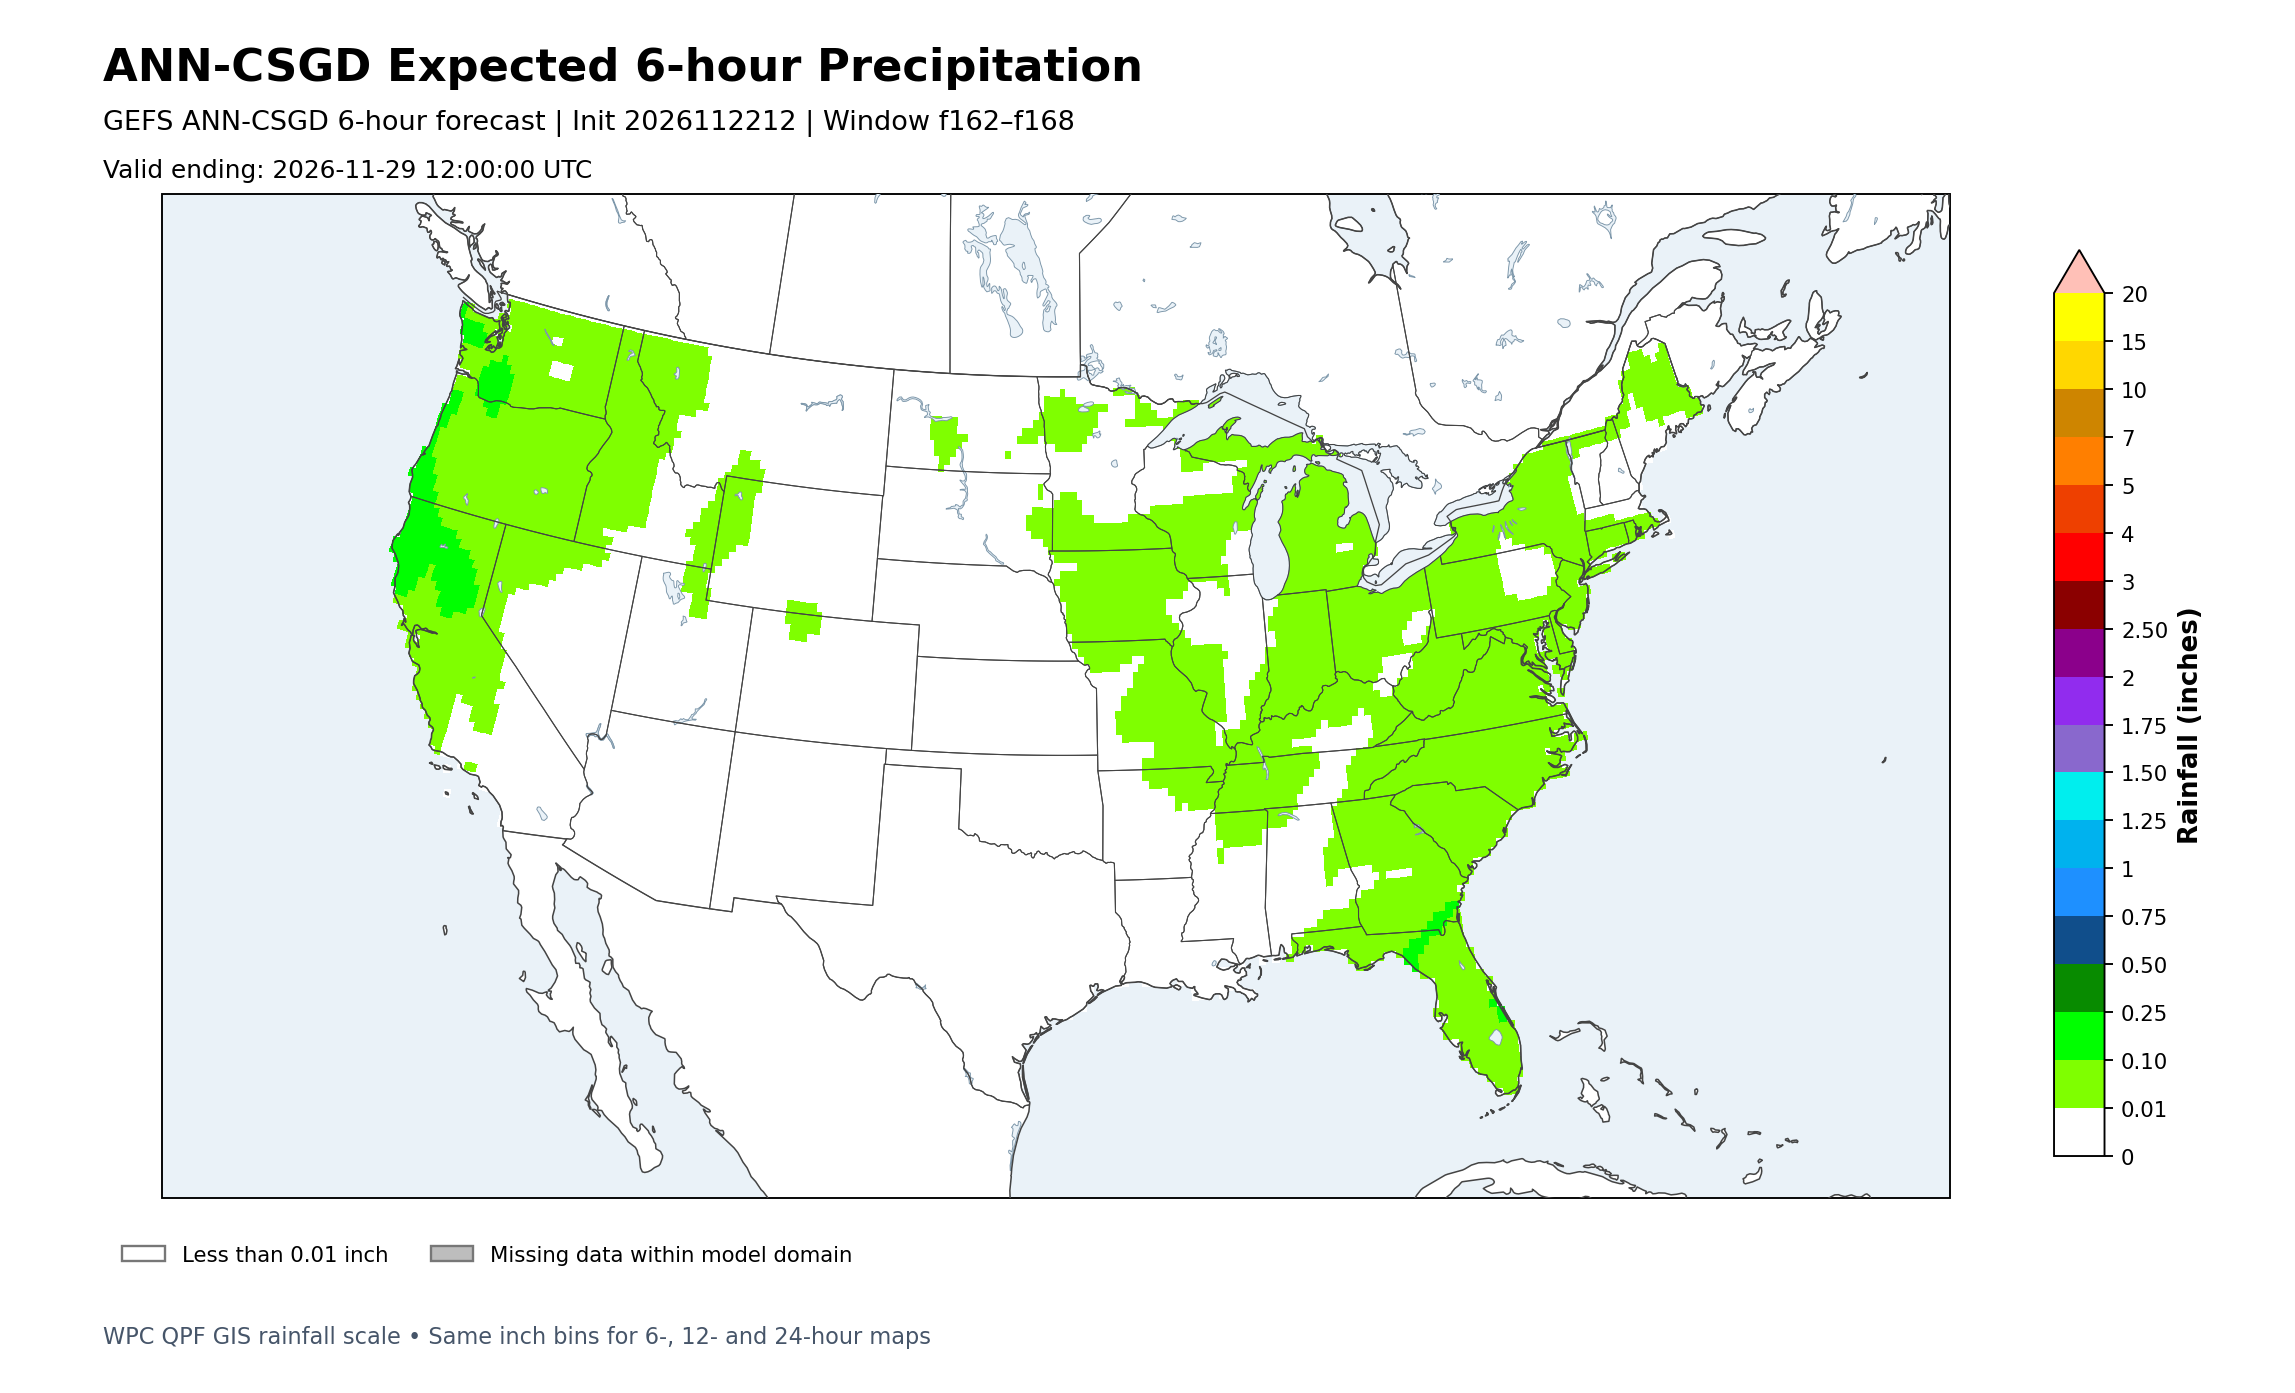 ANN-CSGD Expected 6-hour Precipitation
GEFS ANN-CSGD 6-hour forecast | Init 2026112212 | Window f162–f168
Valid ending: 2026-11-29 12:00:00 UTC
20
15
10
7
5
4
3
2.50
2
1.75
1.50
1.25
1
0.75
0.50
0.25
0.10
0.01
0
Rainfall (inches)
Less than 0.01 inch
Missing data within model domain
WPC QPF GIS rainfall scale • Same inch bins for 6-, 12- and 24-hour maps